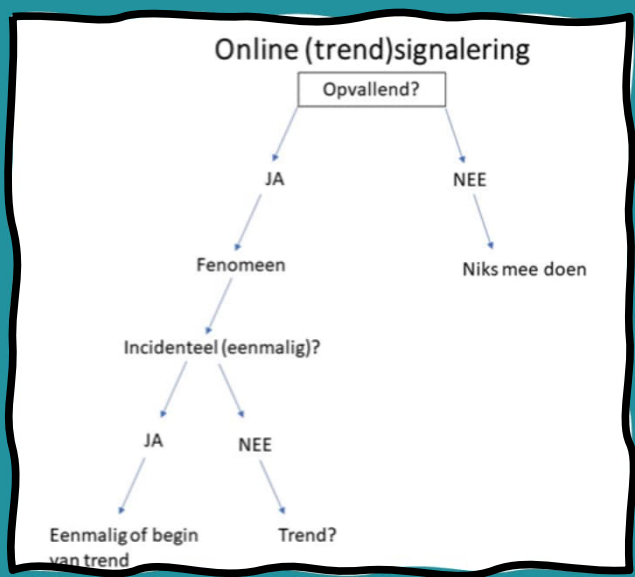 Online (trend)signalering
Opvallend?
JA
NEE
Fenomeen
Niks mee doen
Incidenteel (eenmalig)?
JA
NEE
Eenmalig of begin
van trend
Trend?